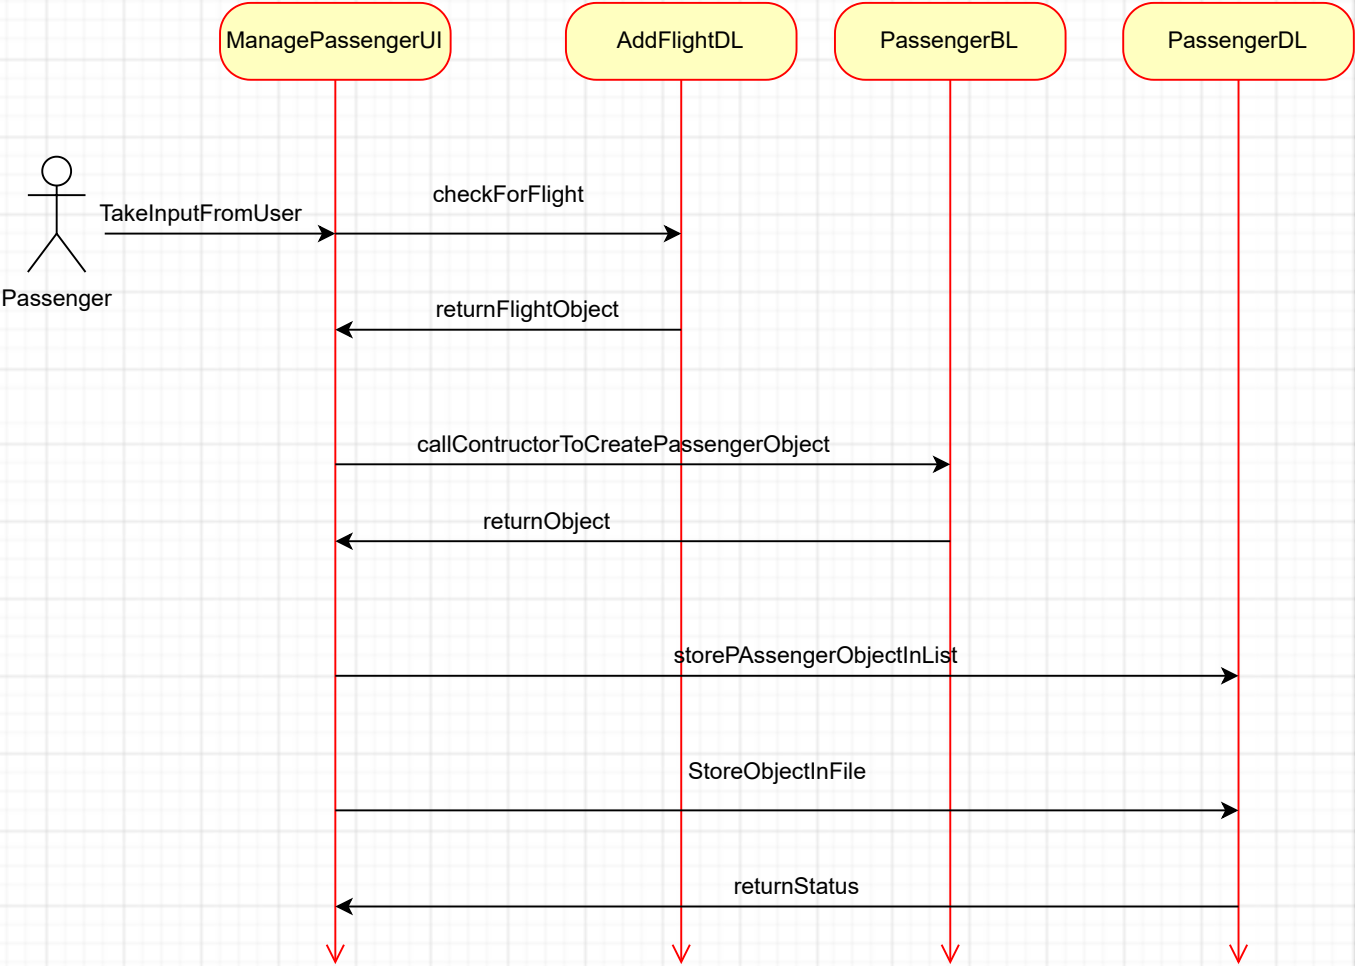 ManagePassengerUI
AddFlightDL
PassengerBL
PassengerDL
checkForFlight
TakeInputFromUser
Passenger
returnFlightObject
callContructorToCreatePassengerObject
returnObject
storePAssengerObjectInList
StoreObjectInFile
returnStatus